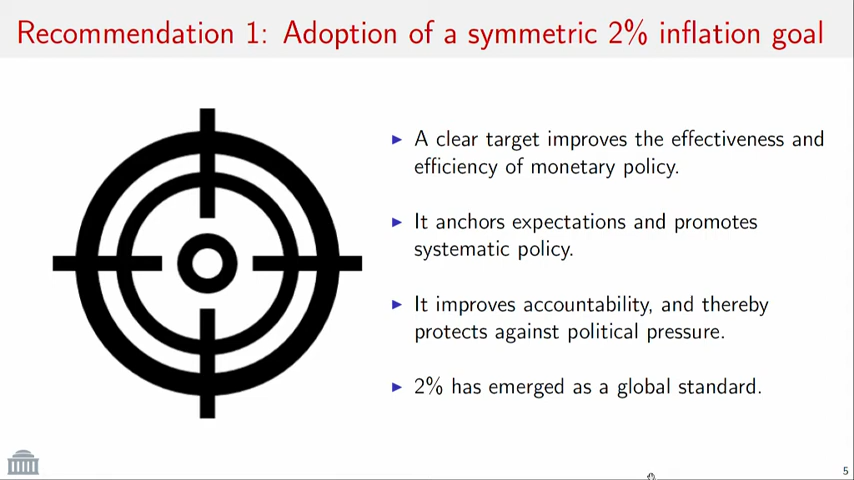 Recommendation 1: Adoption of a symmetric 2% inflation goal
A clear target improves the effectiveness and
efficiency of monetary policy.
It anchors expectations and promotes
systematic policy.
It improves accountability, and thereby
protects against political pressure.
2% has emerged as a global standard.
5